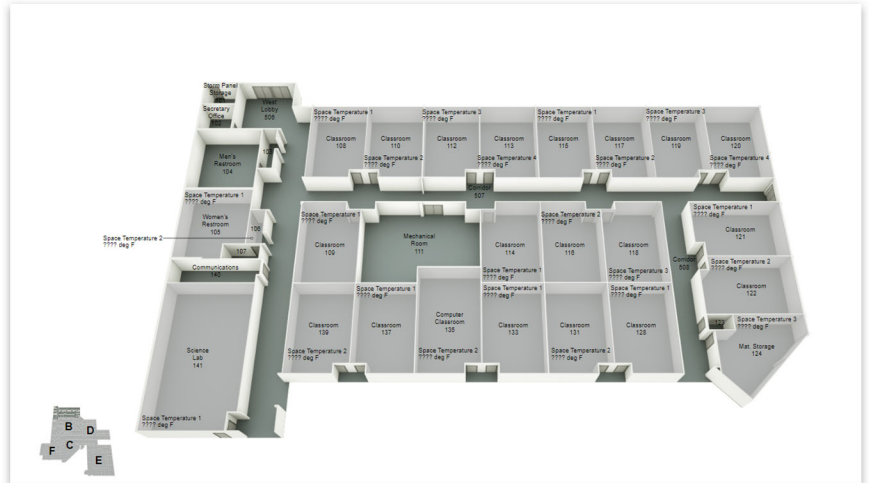 Storm Panel
Storage
West
Lobby
506
Secretary
Office
Space Temperature 1
???? deg F
Space Temperature 3
???? deg F
Space Temperature 1
???? deg F
Space Temperature 3
???? deg F
Classroom
108
Classroom
110
Classroom
112
Classroom
113
Classroom
115
Classroom
117
Classroom
119
Classroom
120
Space Temperature 2
???? deg F
Space Temperature 4
???? deg F
Space Temperature 2
???? deg F
Space Temperature 4
???? deg F
Men's
Restroom
104
Corridor
507
Space Temperature 1
???? deg F
Women's
Restroom
105
106
107
Space Temperature 2
???? deg F
Communications
140
Space Temperature 1
???? deg F
Classroom
109
Mechanical
Room
111
Space Temperature 2
???? deg F
Classroom
114
Classroom
116
Classroom
118
Space Temperature 1
???? deg F
Space Temperature 3
???? deg F
Space Temperature 1
???? deg F
Classroom
121
Corridor
508
Space Temperature 2
???? deg F
Classroom
122
Space Temperature 3
???? deg F
Mat. Storage
124
Space Temperature 1
???? deg F
Space Temperature 1
???? deg F
Space Temperature 1
???? deg F
Classroom
139
Classroom
137
Computer
Classroom
135
Classroom
133
Classroom
131
Classroom
128
Space Temperature 2
???? deg F
Space Temperature 2
???? deg F
Space Temperature 2
???? deg F
Science
Lab
141
Space Temperature 1
???? deg F
B
D
F
C
E